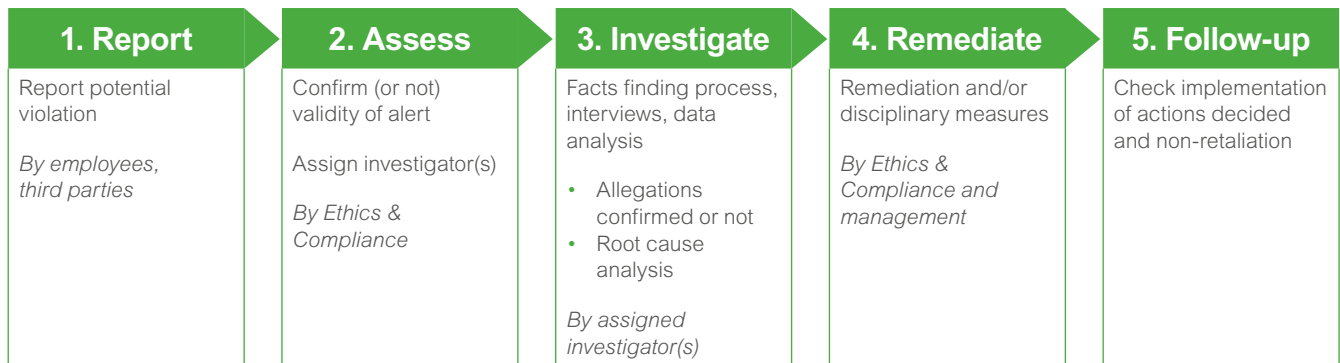 1. Report
Report potential
violation
By employees,
third parties
2. Assess
Confirm (or not)
validity of alert
Assign investigator(s)
By Ethics &
Compliance
3. Investigate
Facts finding process,
interviews, data
analysis
• Allegations
confirmed or not
• Root cause
analysis
By assigned
investigator(s)
4. Remediate
Remediation and/or
disciplinary measures
By Ethics &
Compliance and
management
5. Follow-up
Check implementation
of actions decided
and non-retaliation